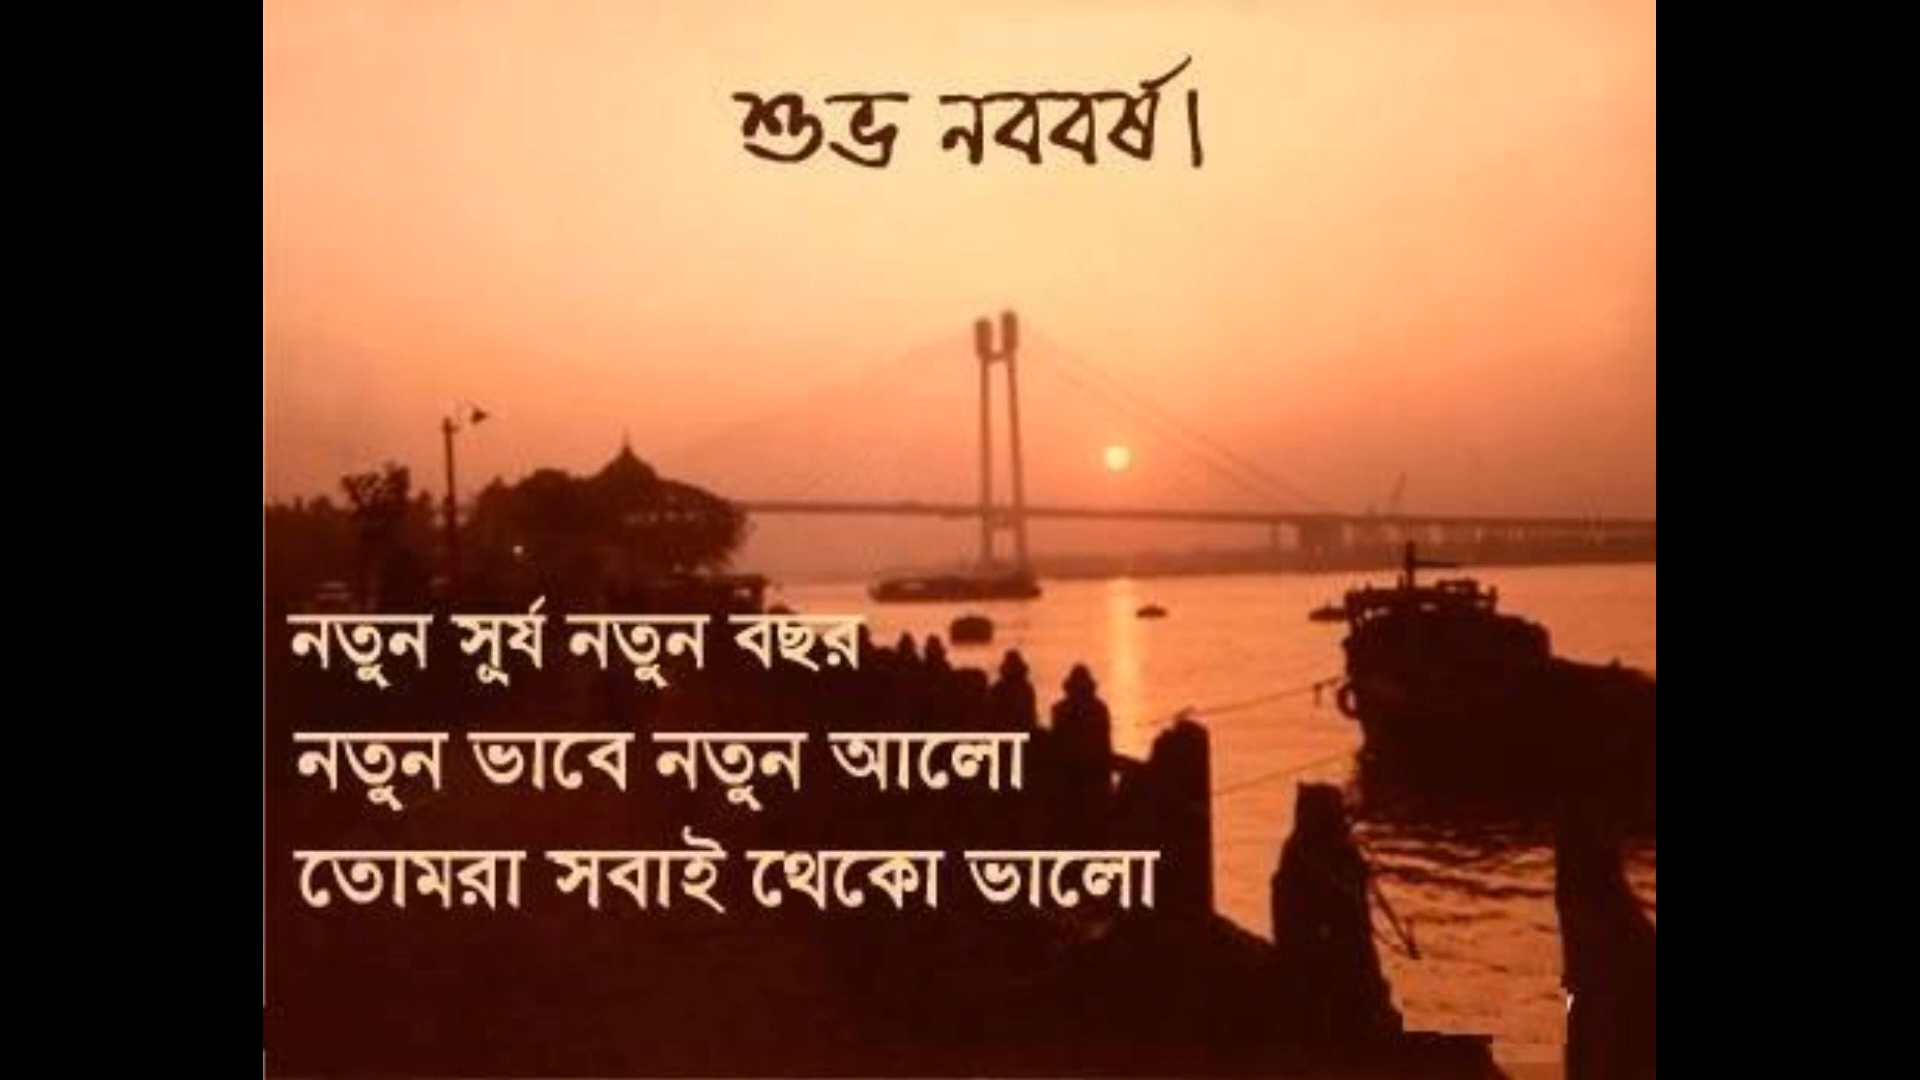 শুভ নববর্ষ।
নতুন সূর্য নতুন বছর
নতুন ভাবে নতুন আলো
তোমরা সবাই থেকো ভালো